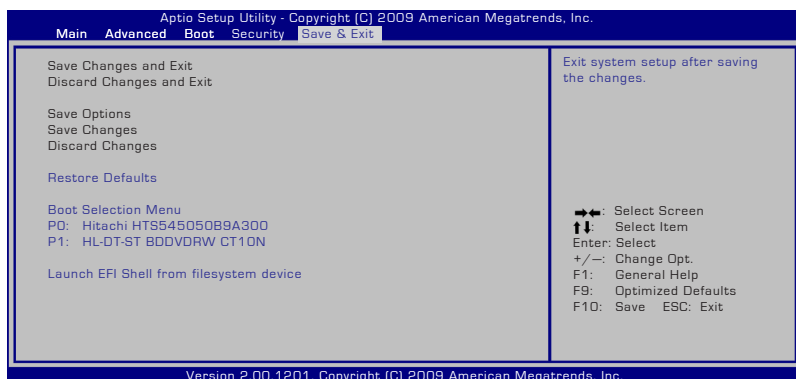 Aptio Setup Utility - Copyright (C) 2009 American Megatrends, Inc.
Main Advanced Boot Security Save & Exit
Save Changes and Exit
Discard Changes and Exit
Save Options
Save Changes
Discard Changes
Restore Defaults
Boot Selection Menu
P0: Hitachi HTS545050B9A300
P1: HL-DT-ST BDDVDRW CT10N
Launch EFI Shell from filesystem device
Exit system setup after saving
the changes.
→←: Select Screen
↑↓: Select Item
Enter: Select
+/—: Change Opt.
F1: General Help
F9: Optimized Defaults
F10: Save ESC: Exit
Version 2.00.1201. Copyright (C) 2009 American Megatrends, Inc.